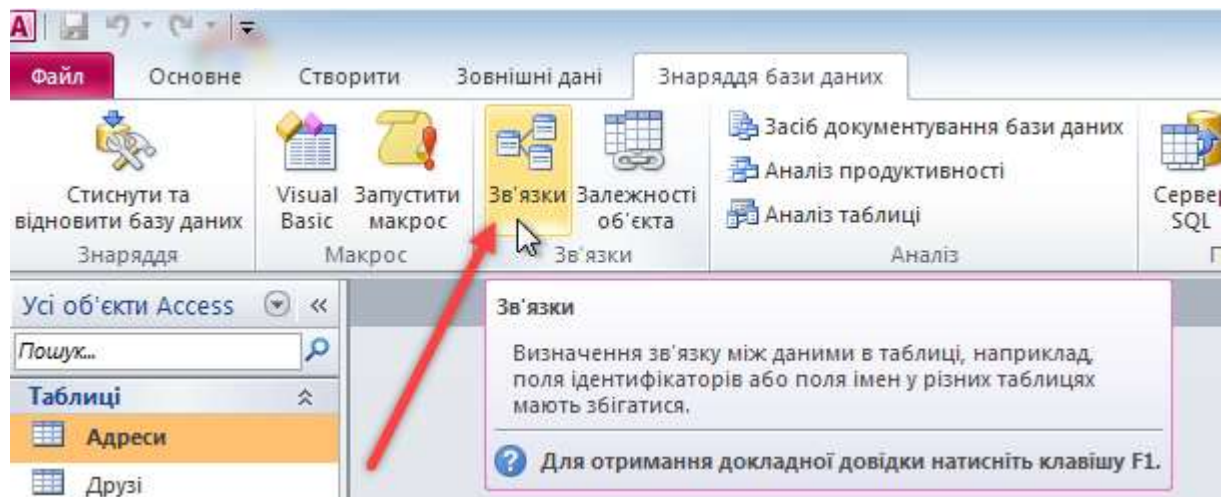 Файл Основне Створити Зовнішні дані Знаряддя бази даних
Стиснути та
відновити базу даних
Visual
Basic
Запустити
макрос
Зв'язки
Залежності
об'єкта
Засіб документування бази даних
Аналіз продуктивності
Аналіз таблиці
Сервер
SQL
Знаряддя Макрос Зв'язки Аналіз
Усі об'єкти Access
Пошук...
Таблиці
Адреси
Друзі
Зв'язки
Визначення зв'язку між даними в таблиці, наприклад,
поля ідентифікаторів або поля імен у різних таблицях
мають збігатися.
Для отримання докладної довідки натисніть клавішу F1.